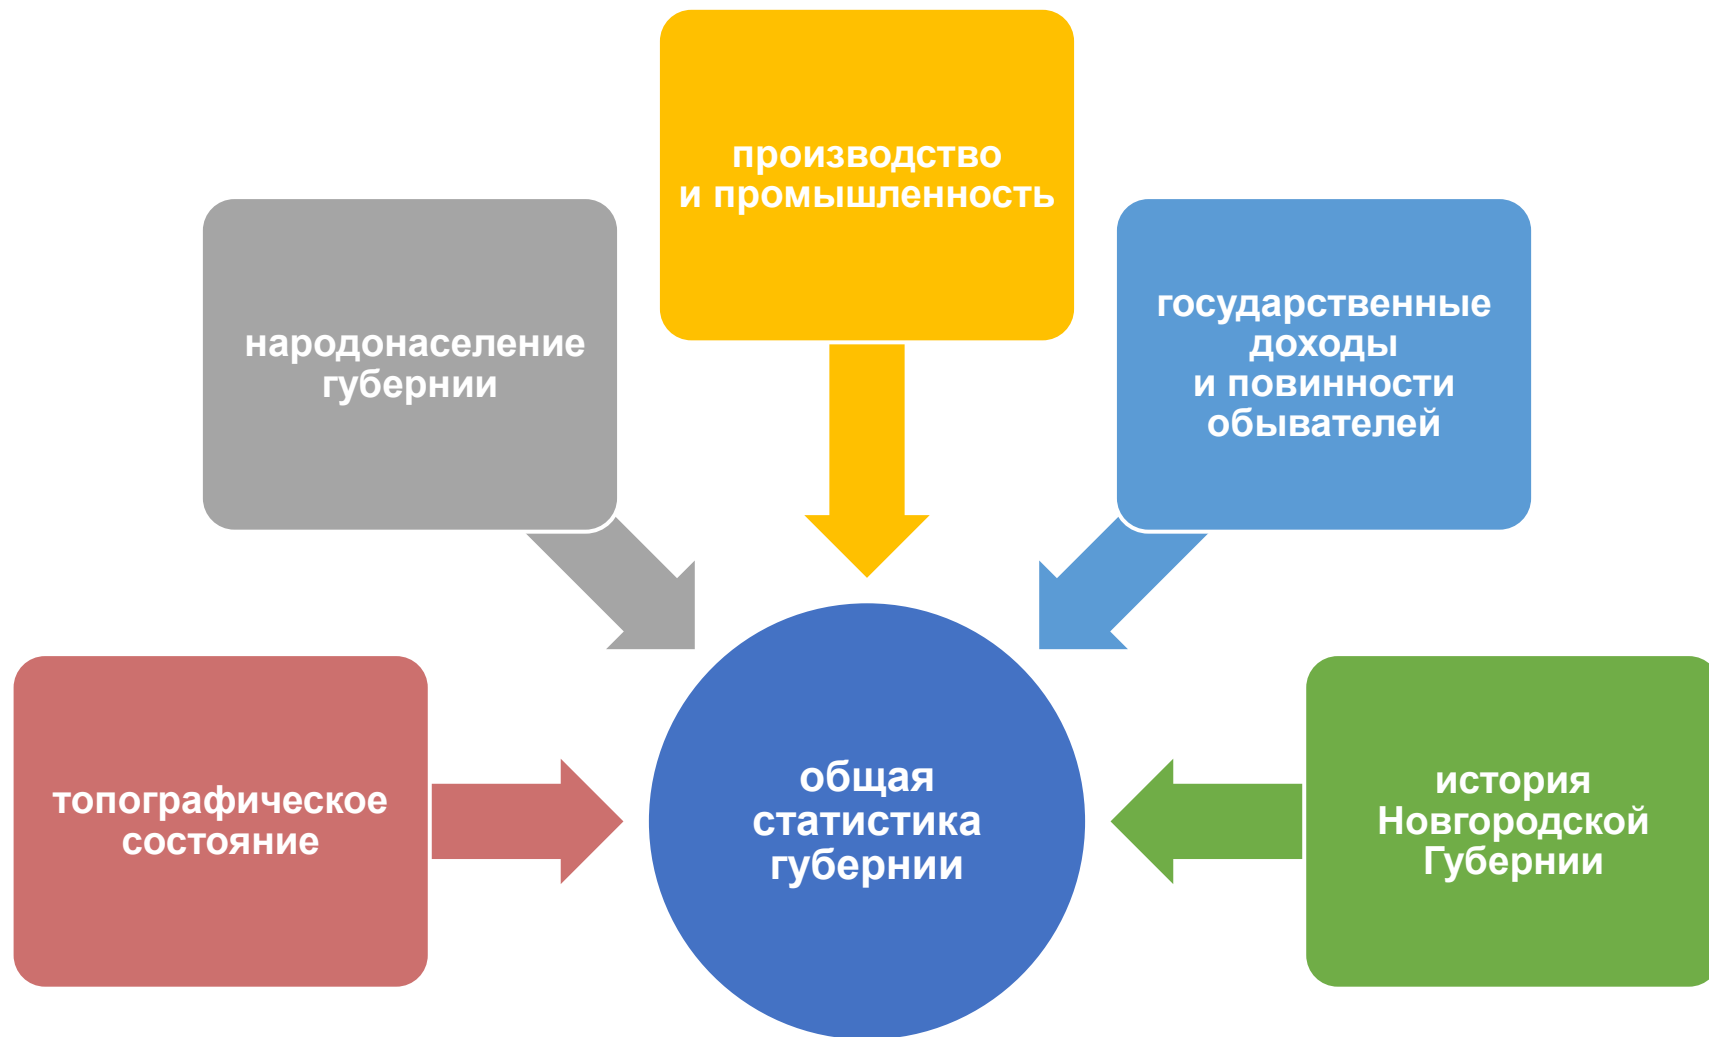 производство
и промышленность
народонаселение
губернии
государственные
доходы
и повинности
обывателей
топографическое
состояние
общая
статистика
губернии
история
Новгородской
Губернии